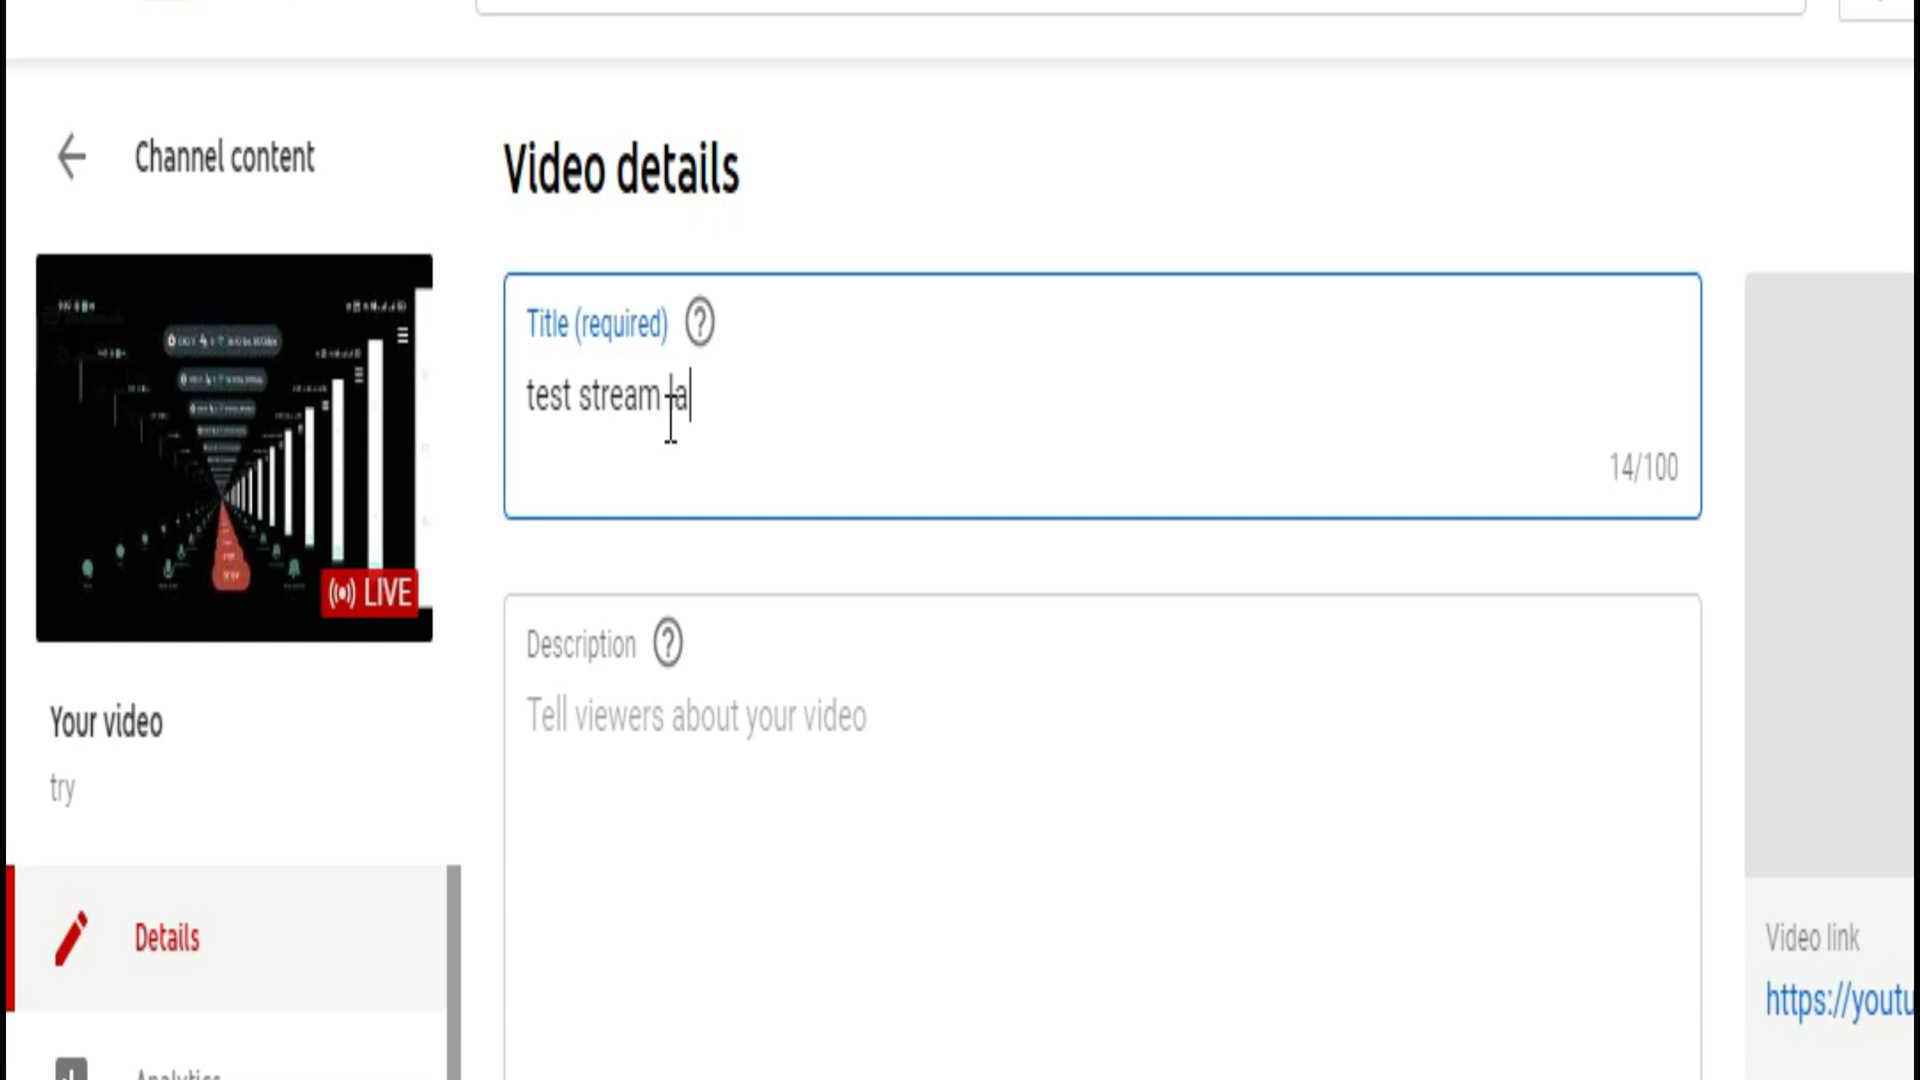 Channel content
Video details
Title (required)
test stream -a
14/100
LIVE
Description
Tell viewers about your video
Your video
try
Details
Video link
https://youtu
Analytics